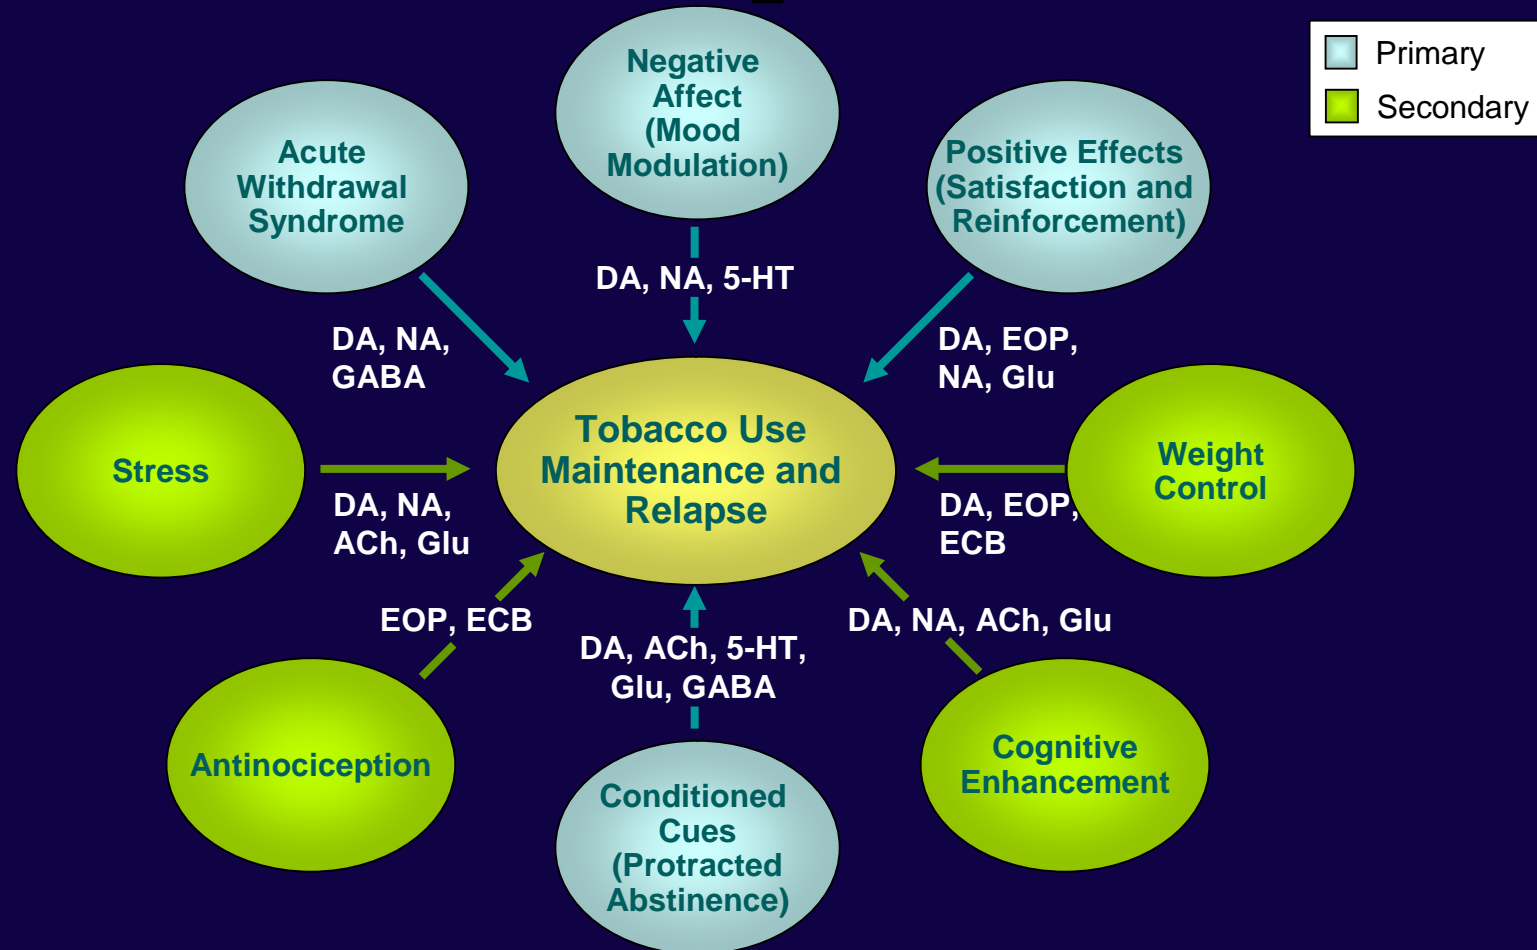 Negative
Affect
(Mood
Modulation)
Primary
Secondary
Acute
Withdrawal
Syndrome
Positive Effects
(Satisfaction and
Reinforcement)
DA, NA, 5-HT
DA, NA,
GABA
DA, EOP,
NA, Glu
Stress
Tobacco Use
Maintenance and
Relapse
Weight
Control
DA, NA,
ACh, Glu
DA, EOP,
ECB
EOP, ECB
DA, ACh, 5-HT,
Glu, GABA
DA, NA, ACh, Glu
Antinociception
Conditioned
Cues
(Protracted
Abstinence)
Cognitive
Enhancement